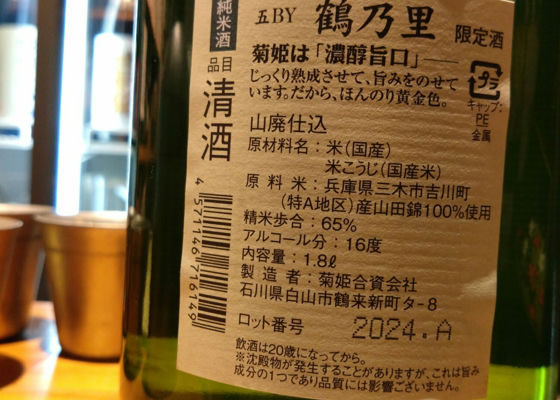 純米酒
五BY 鶴乃里 限定酒
菊姫は「濃醇旨口」
じっくり熟成させて、旨みをのせて
います。だから、ほんのり黄金色。
プラ
キャップ:
PE
金属
品目
清酒
山廃仕込
原材料名:米(国産)
米こうじ(国産米)
原料米:兵庫県三木市吉川町
(特A地区)産山田錦100%使用
精米歩合:65%
アルコール分:16度
内容量:1.8ℓ
製造者:菊姫合資会社
石川県白山市鶴来新町タ-8
ロット番号 2024.A
飲酒は20歳になってから。
※沈殿物が発生することがありますが、これは旨み
成分の1つであり品質には影響ございません。
4571146716149